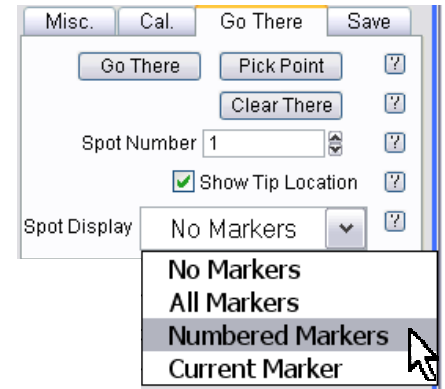 Misc. Cal. Go There Save
Go There Pick Point ?
Clear There ?
Spot Number 1 ?
Show Tip Location ?
Spot Display No Markers ?
No Markers
All Markers
Numbered Markers
Current Marker